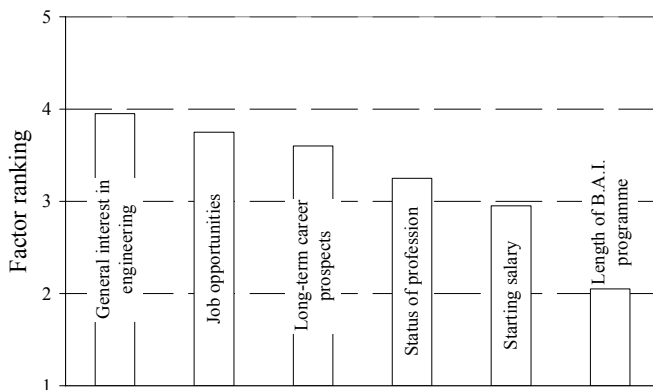 5
4
3
2
1
Factor ranking
General interest in
engineering
Job opportunities
Long-term career
prospects
Status of profession
Starting salary
Length of B.A.I.
programme